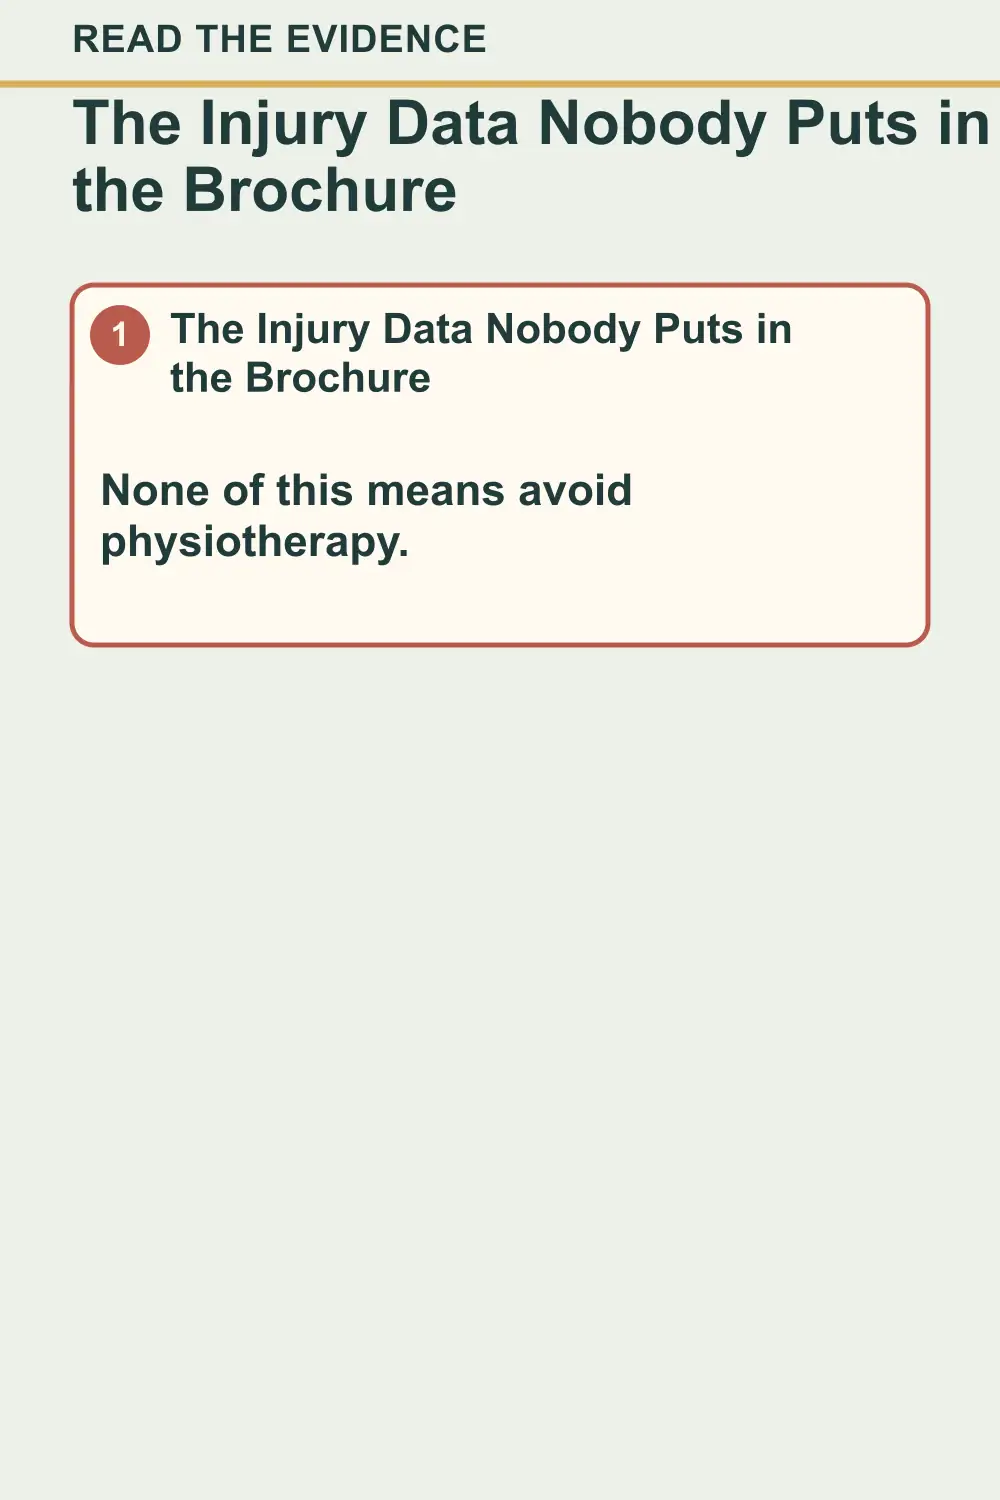 READ THE EVIDENCE
The Injury Data Nobody Puts in
the Brochure
1
The Injury Data Nobody Puts in
the Brochure
None of this means avoid
physiotherapy.